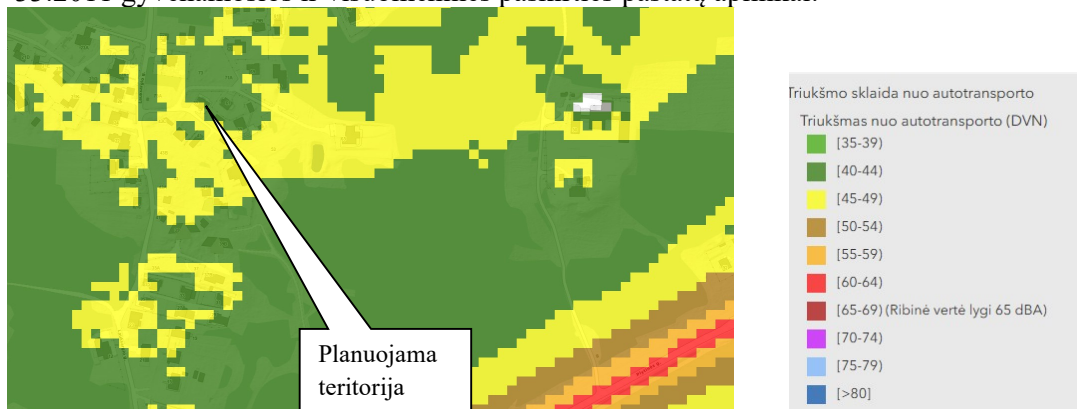 Planuojama
teritorija
Triukšmo sklaida nuo autotransporto
Triukšmas nuo autotransporto (DVN)
[35-39)
[40-44)
[45-49)
[50-54)
[55-59)
[60-64)
[65-69) (Ribinė vertė lygi 65 dBA)
[70-74)
[75-79)
[>80]